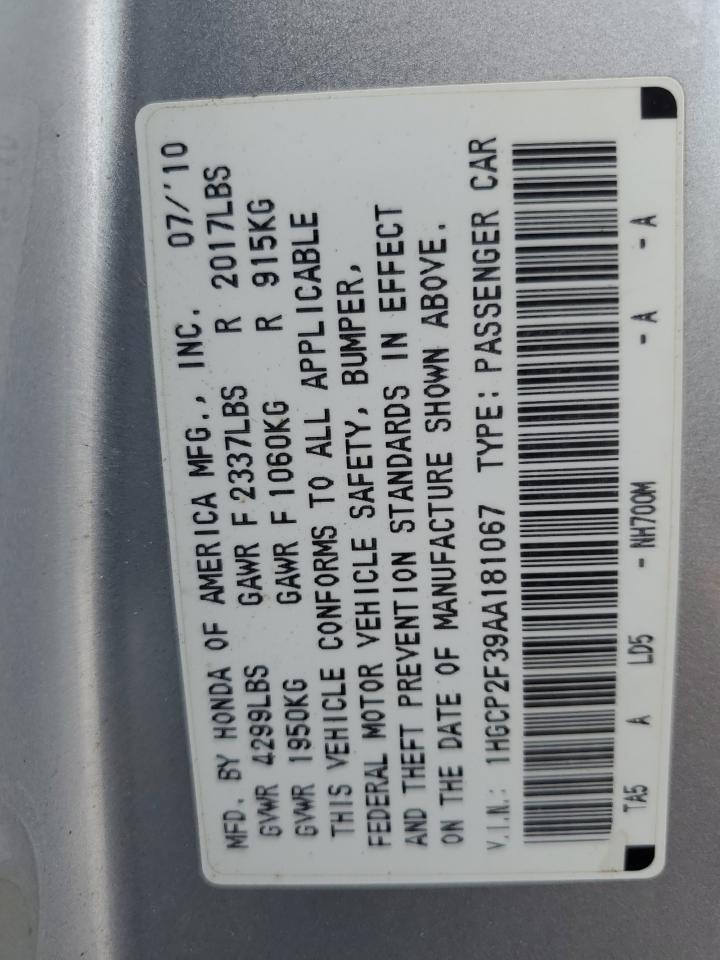 MFD. BY HONDA OF AMERICA MFG., INC. 07/'10
GVWR 4299LBS GAWR F 2337LBS R 2017LBS
GVWR 1950KG GAWR F 1060KG R 915KG
THIS VEHICLE CONFORMS TO ALL APPLICABLE
FEDERAL MOTOR VEHICLE SAFETY, BUMPER,
AND THEFT PREVENTION STANDARDS IN EFFECT
ON THE DATE OF MANUFACTURE SHOWN ABOVE.
V.I.N.: 1HGCP2F39AA181067 TYPE: PASSENGER CAR
TA5 A LD5 - NH700M - A - A